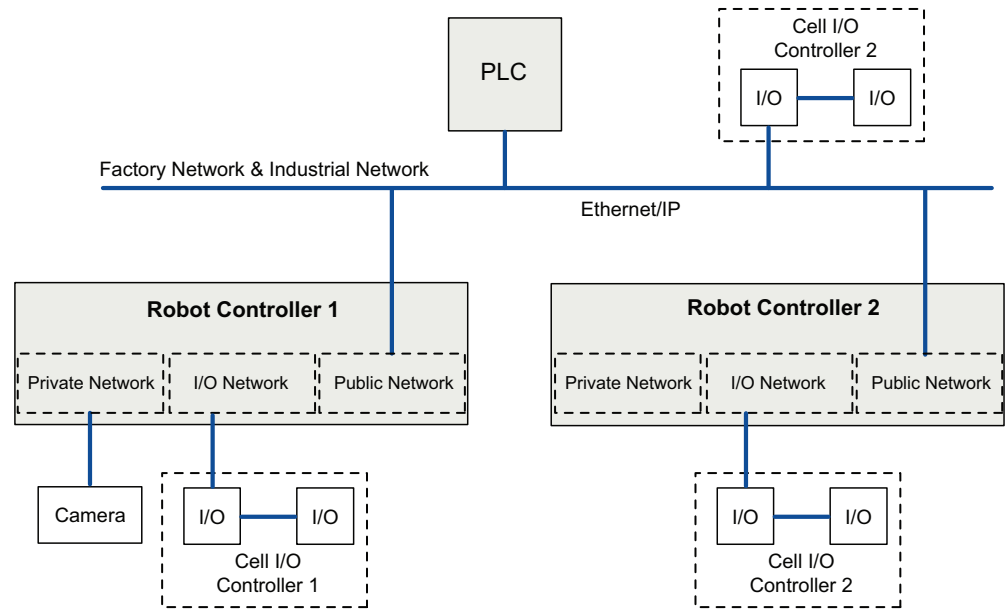 PLC
Cell I/O
Controller 2
I/O
I/O
Factory Network & Industrial Network
Ethernet/IP
Robot Controller 1
Private Network
I/O Network
Public Network
Robot Controller 2
Private Network
I/O Network
Public Network
Camera
I/O
I/O
Cell I/O
Controller 1
I/O
I/O
Cell I/O
Controller 2